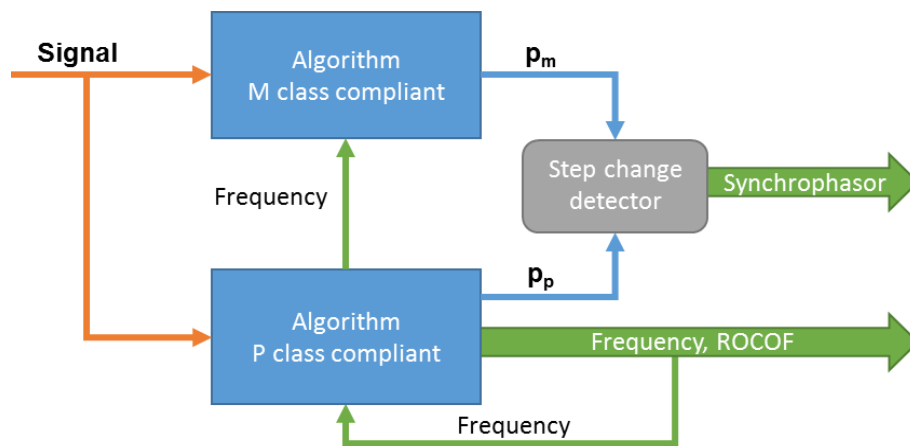 Signal
Algorithm
M class compliant
pm
Frequency
Step change
detector
Synchrophasor
pp
Algorithm
P class compliant
Frequency, ROCOF
Frequency